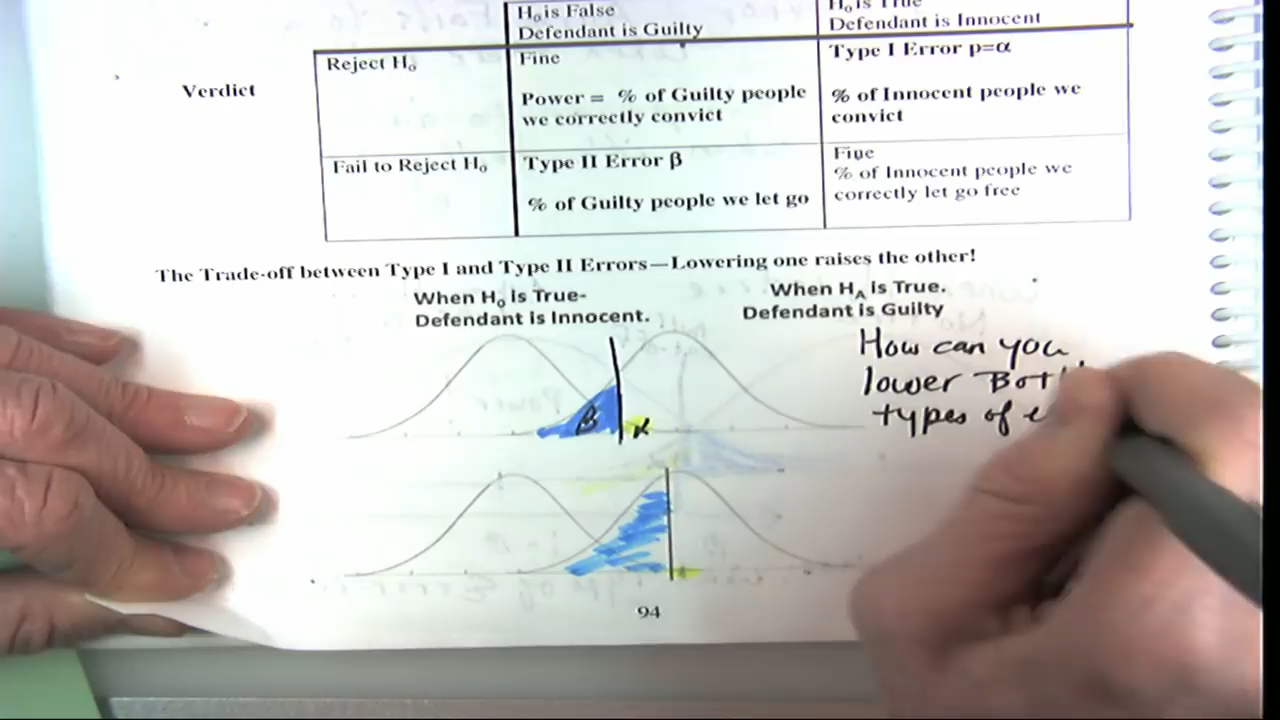 H₀ is False
Defendant is Guilty
H₀ is True
Defendant is Innocent
Verdict
Reject H₀
Fine
Power = % of Guilty people
we correctly convict
Type I Error p=α
% of Innocent people we
convict
Fail to Reject H₀
Type II Error β
% of Guilty people we let go
Fine
% of Innocent people we
correctly let go free
The Trade-off between Type I and Type II Errors—Lowering one raises the other!
When H₀ is True-
Defendant is Innocent.
When Hₐ is True.
Defendant is Guilty
How can you
lower Both
types of e
β
α
94